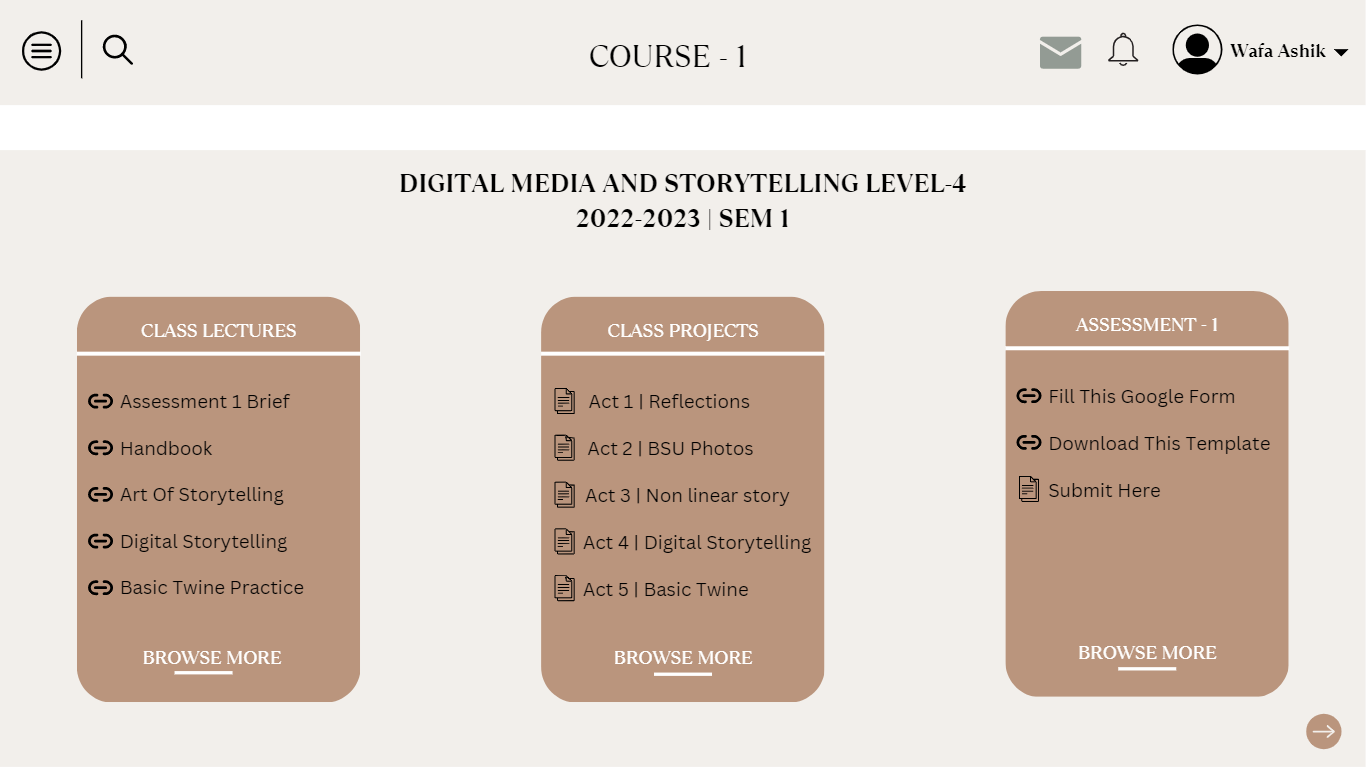 COURSE - 1
Wafa Ashik
DIGITAL MEDIA AND STORYTELLING LEVEL-4
2022-2023 | SEM 1
CLASS LECTURES
Assessment 1 Brief
Handbook
Art Of Storytelling
Digital Storytelling
Basic Twine Practice
BROWSE MORE
CLASS PROJECTS
Act 1 | Reflections
Act 2 | BSU Photos
Act 3 | Non linear story
Act 4 | Digital Storytelling
Act 5 | Basic Twine
BROWSE MORE
ASSESSMENT - 1
Fill This Google Form
Download This Template
Submit Here
BROWSE MORE